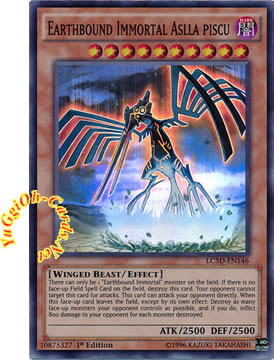 EARTHBOUND IMMORTAL ASLLA PISCU
DARK
YuGiOh-Cards.Net
LC5D-EN146
[WINGED BEAST/EFFECT]
There can only be 1 "Earthbound Immortal" monster on the field. If there is no
face-up Field Spell Card on the field, destroy this card. Your opponent cannot
target this card for attacks. This card can attack your opponent directly. When
this face-up card leaves the field, except by its own effect: Destroy as many
face-up monsters your opponent controls as possible, and if you do, inflict
800 damage to your opponent for each monster destroyed.
ATK/2500 DEF/2500
10875327 1st Edition ©1996 KAZUKI TAKAHASHI